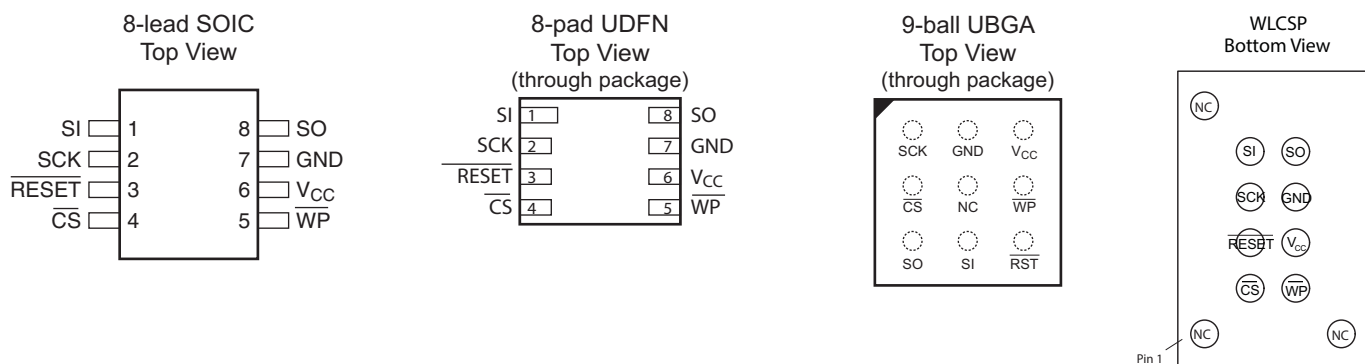 8-lead SOIC
Top View
SI 1 8 SO
SCK 2 7 GND
RESET 3 6 VCC
CS 4 5 WP
8-pad UDFN
Top View
(through package)
SI 1 8 SO
SCK 2 7 GND
RESET 3 6 VCC
CS 4 5 WP
9-ball UBGA
Top View
(through package)
SCK GND VCC
CS NC WP
SO SI RST
WLCSP
Bottom View
NC
SI SO
SCK GND
RESET VCC
CS WP
NC NC
Pin 1